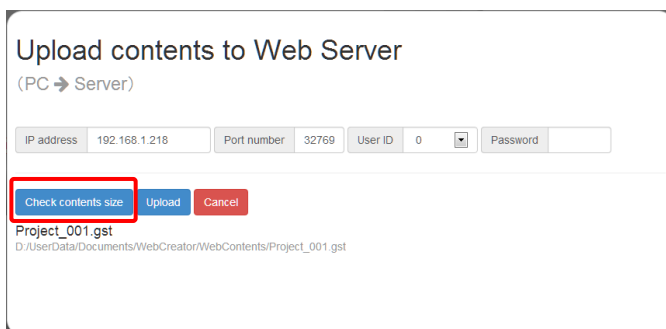 Upload contents to Web Server
(PC ➔ Server)
IP address 192.168.1.218 Port number 32769 User ID 0 Password
Check contents size Upload Cancel
Project_001.gst
D:/UserData/Documents/WebCreator/WebContents/Project_001.gst